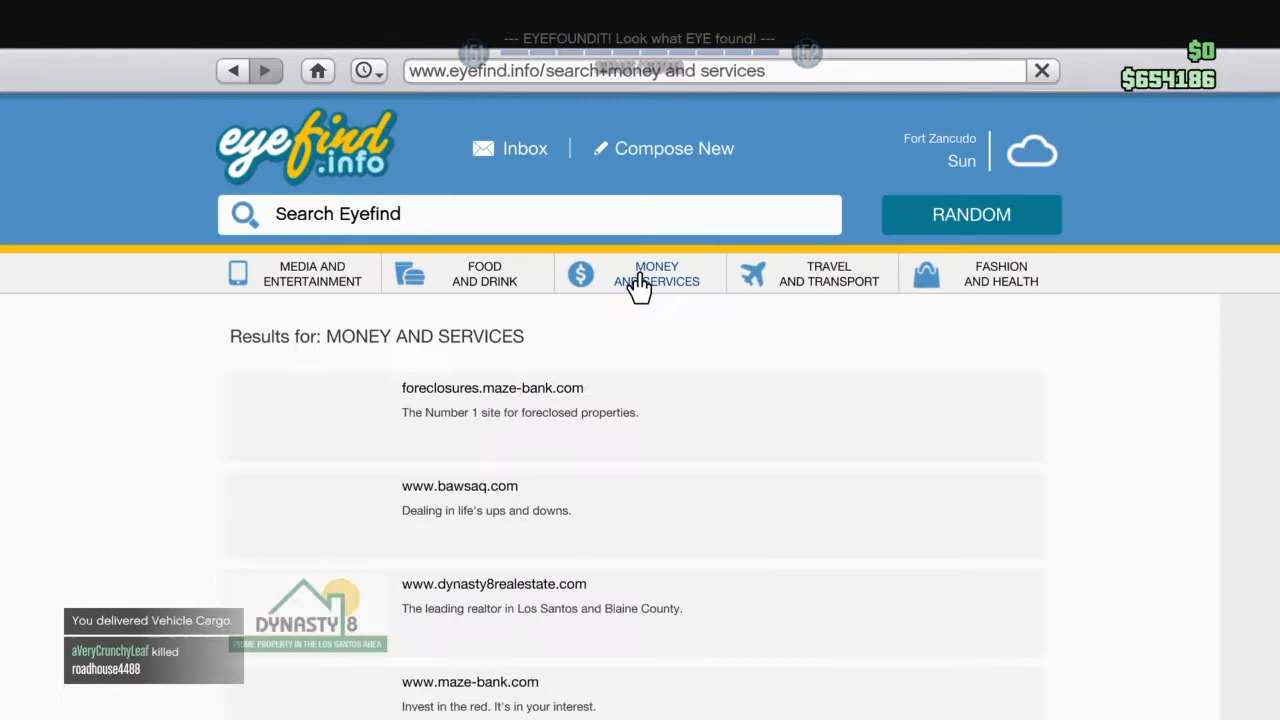 --- EYEFOUNDIT! Look what EYE found! ---
151
152
$0
www.eyefind.info/search+money and services
$654186
eyefind.info
Inbox
Compose New
Fort Zancudo
Sun
Search Eyefind
RANDOM
MEDIA AND
ENTERTAINMENT
FOOD
AND DRINK
MONEY
AND SERVICES
TRAVEL
AND TRANSPORT
FASHION
AND HEALTH
Results for: MONEY AND SERVICES
foreclosures.maze-bank.com
The Number 1 site for foreclosed properties.
www.bawsaq.com
Dealing in life's ups and downs.
DYNASTY 8
PRIME PROPERTY IN THE LOS SANTOS AREA
www.dynasty8realestate.com
The leading realtor in Los Santos and Blaine County.
You delivered Vehicle Cargo.
aVeryCrunchyLeaf killed
roadhouse4488
www.maze-bank.com
Invest in the red. It's in your interest.